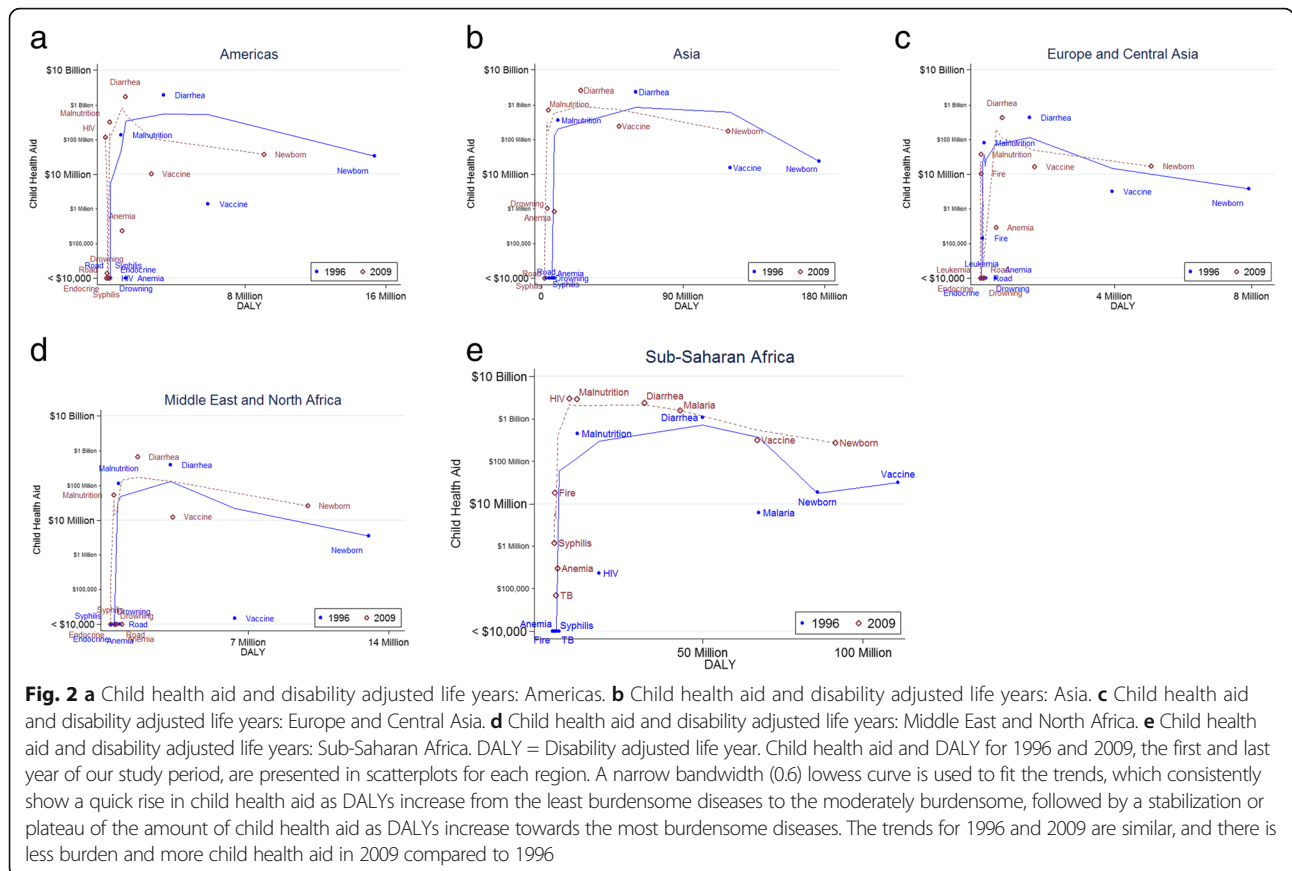 a
Americas
$10 Billion
$1 Billion
$100 Million
$10 Million
$1 Million
$100,000
< $10,000
Child Health Aid
Diarrhea
Diarrhea
Malnutrition
HIV
Malnutrition
Newborn
Newborn
Vaccine
Vaccine
Anemia
Drowning
Road
Syphilis
Road
Endocrine
HIV
Anemia
Endocrine
Drowning
Syphilis
1996
2009
8 Million
16 Million
DALY
b
Asia
$10 Billion
$1 Billion
$100 Million
$10 Million
$1 Million
$100,000
< $10,000
Child Health Aid
Diarrhea
Diarrhea
Malnutrition
Malnutrition
Vaccine
Newborn
Vaccine
Newborn
Drowning
Anemia
Road
Road
Anemia
Drowning
Syphilis
Syphilis
1996
2009
0
90 Million
180 Million
DALY
c
Europe and Central Asia
$10 Billion
$1 Billion
$100 Million
$10 Million
$1 Million
$100,000
< $10,000
Child Health Aid
Diarrhea
Diarrhea
Malnutrition
Malnutrition
Vaccine
Newborn
Fire
Vaccine
Newborn
Anemia
Fire
Leukemia
Leukemia
Road
Anemia
Road
Endocrine
Endocrine
Drowning
Drowning
1996
2009
4 Million
8 Million
DALY
d
Middle East and North Africa
$10 Billion
$1 Billion
$100 Million
$10 Million
$1 Million
$100,000
< $10,000
Child Health Aid
Diarrhea
Malnutrition
Diarrhea
Malnutrition
Newborn
Vaccine
Newborn
Syphilis
Drowning
Syphilis
Drowning
Vaccine
Road
Endocrine
Road
Endocrine
Anemia
Anemia
1996
2009
7 Million
14 Million
DALY
e
Sub-Saharan Africa
$10 Billion
$1 Billion
$100 Million
$10 Million
$1 Million
$100,000
< $10,000
Child Health Aid
HIV
Malnutrition
Diarrhea
Malaria
Diarrhea
Malnutrition
Vaccine
Newborn
Vaccine
Fire
Newborn
Malaria
Syphilis
Anemia
HIV
TB
Anemia
Syphilis
Fire
TB
1996
2009
50 Million
100 Million
DALY
Fig. 2 a Child health aid and disability adjusted life years: Americas. b Child health aid and disability adjusted life years: Asia. c Child health aid
and disability adjusted life years: Europe and Central Asia. d Child health aid and disability adjusted life years: Middle East and North Africa. e Child health
aid and disability adjusted life years: Sub-Saharan Africa. DALY = Disability adjusted life year. Child health aid and DALY for 1996 and 2009, the first and last
year of our study period, are presented in scatterplots for each region. A narrow bandwidth (0.6) lowess curve is used to fit the trends, which consistently
show a quick rise in child health aid as DALYs increase from the least burdensome diseases to the moderately burdensome, followed by a stabilization or
plateau of the amount of child health aid as DALYs increase towards the most burdensome diseases. The trends for 1996 and 2009 are similar, and there is
less burden and more child health aid in 2009 compared to 1996